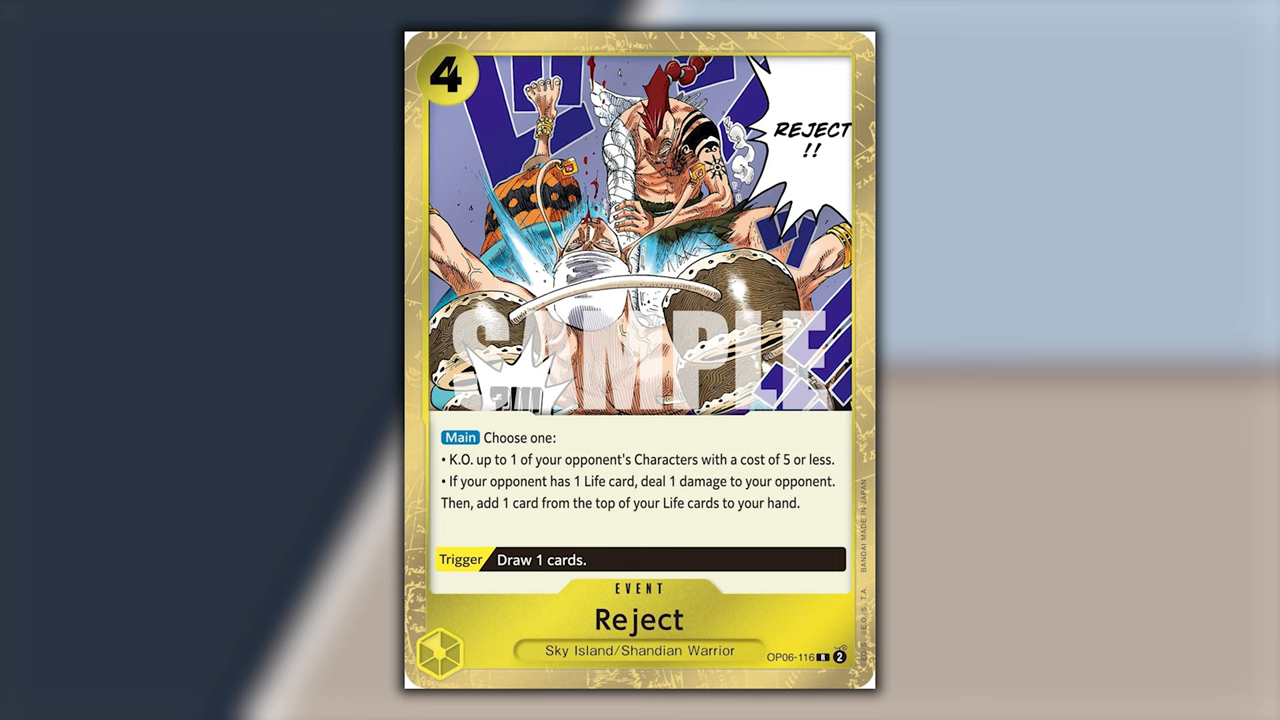 4
REJECT
!!
SAMPLE
Main Choose one:
• K.O. up to 1 of your opponent's Characters with a cost of 5 or less.
• If your opponent has 1 Life card, deal 1 damage to your opponent.
Then, add 1 card from the top of your Life cards to your hand.
Trigger Draw 1 cards.
EVENT
Reject
Sky Island/Shandian Warrior
OP06-116 R 2
BANDAI MADE IN JAPAN